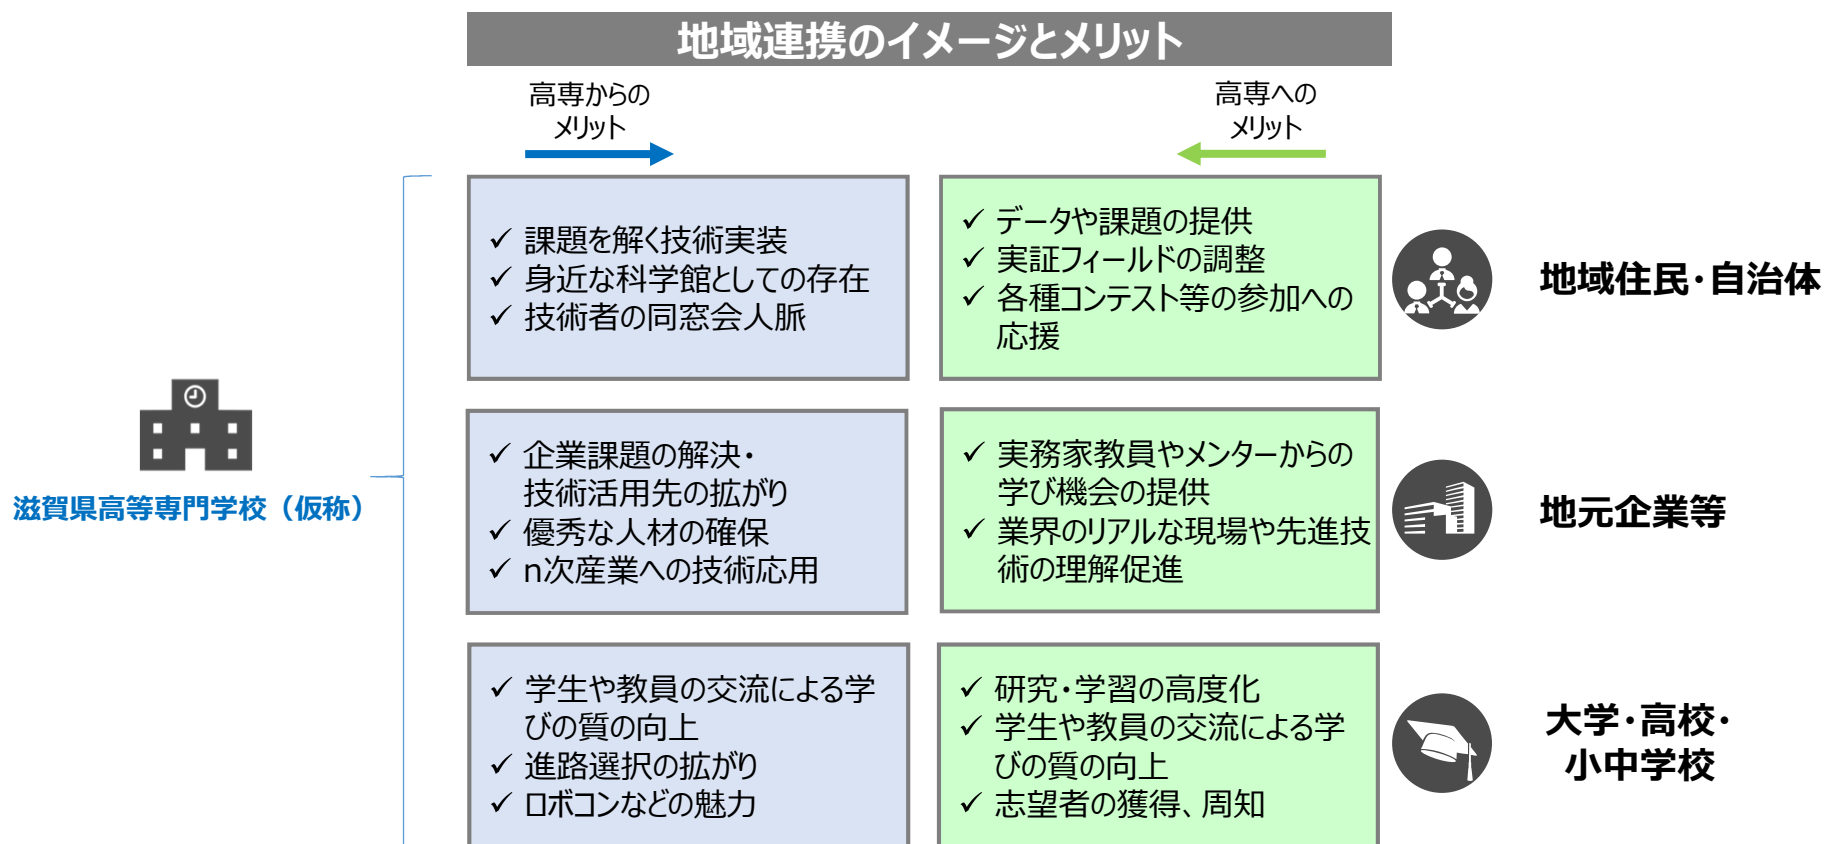 地域連携のイメージとメリット
高専からの
メリット
高専への
メリット
✓ 課題を解く技術実装
✓ 身近な科学館としての存在
✓ 技術者の同窓会人脈
✓ データや課題の提供
✓ 実証フィールドの調整
✓ 各種コンテスト等の参加への
応援
地域住民・自治体
滋賀県高等専門学校（仮称）
✓ 企業課題の解決・
技術活用先の拡がり
✓ 優秀な人材の確保
✓ n次産業への技術応用
✓ 実務家教員やメンターからの
学び機会の提供
✓ 業界のリアルな現場や先進技
術の理解促進
地元企業等
✓ 学生や教員の交流による学
びの質の向上
✓ 進路選択の拡がり
✓ ロボコンなどの魅力
✓ 研究・学習の高度化
✓ 学生や教員の交流による学
びの質の向上
✓ 志望者の獲得、周知
大学・高校・
小中学校